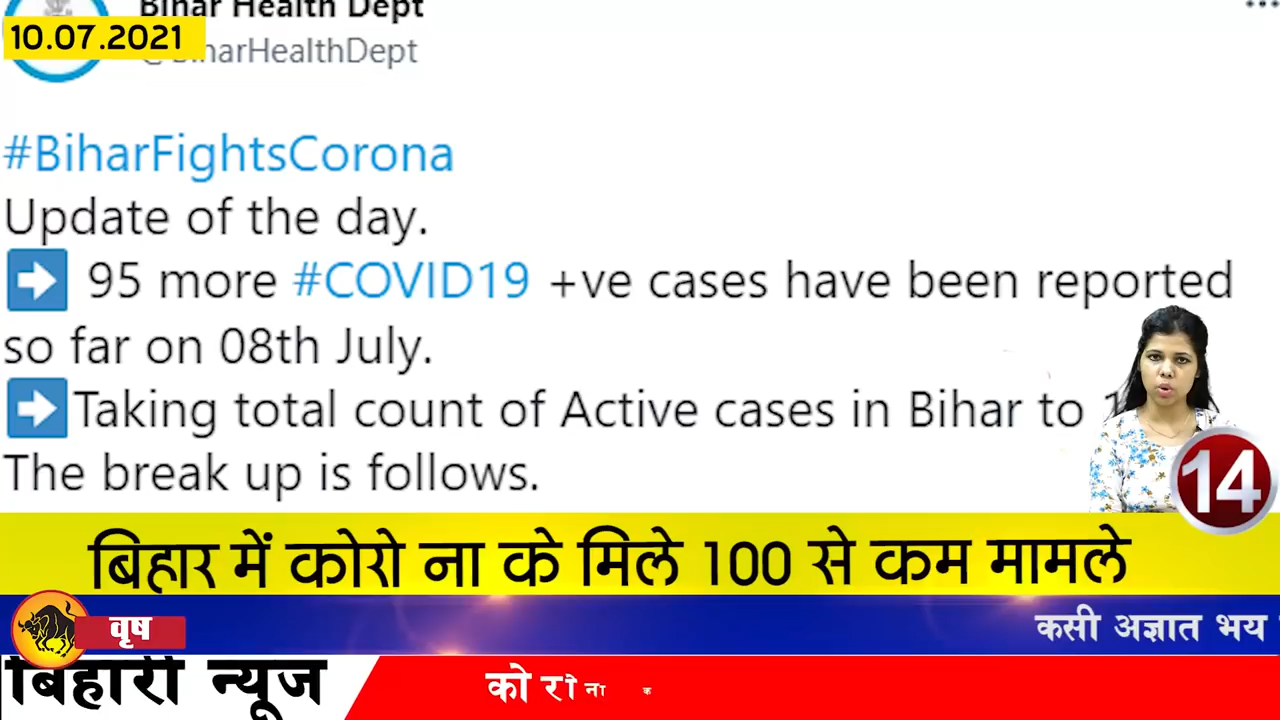 Bihar Health Dept
10.07.2021
@BiharHealthDept
#BiharFightsCorona
Update of the day.
➡ 95 more #COVID19 +ve cases have been reported
so far on 08th July.
➡Taking total count of Active cases in Bihar to
The break up is follows.
14
बिहार में कोरो ना के मिले 100 से कम मामले
वृष
कसी अज्ञात भय
बिहारी न्यूज
को रो ना क